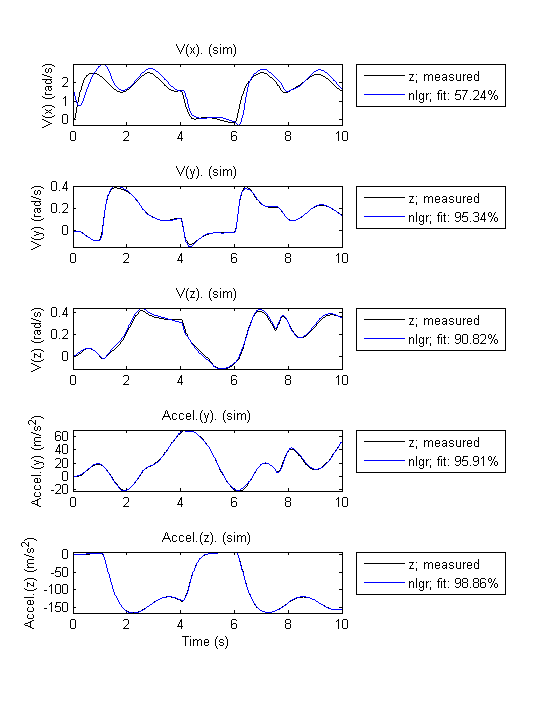 V(x). (sim)
V(x) (rad/s)
2
1
0
0 2 4 6 8 10
z; measured
nlgr; fit: 57.24%
V(y). (sim)
V(y) (rad/s)
0.4
0.2
0
0 2 4 6 8 10
z; measured
nlgr; fit: 95.34%
V(z). (sim)
V(z) (rad/s)
0.4
0.2
0
0 2 4 6 8 10
z; measured
nlgr; fit: 90.82%
Accel.(y). (sim)
Accel.(y) (m/s²)
60
40
20
0
-20
0 2 4 6 8 10
z; measured
nlgr; fit: 95.91%
Accel.(z). (sim)
Accel.(z) (m/s²)
0
-50
-100
-150
0 2 4 6 8 10
Time (s)
z; measured
nlgr; fit: 98.86%